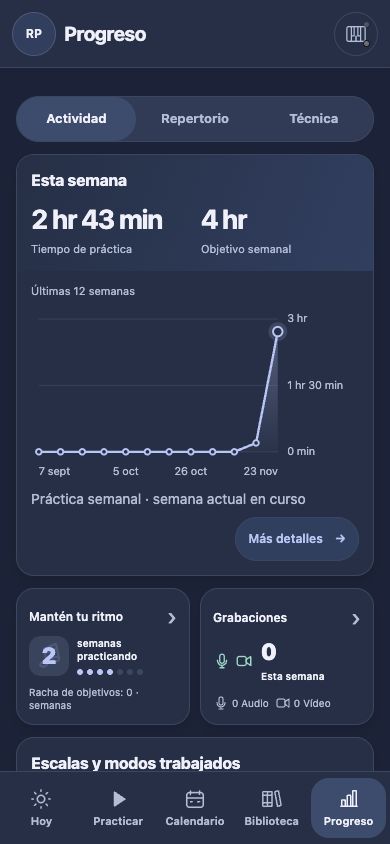 RP
Progreso
Actividad
Repertorio
Técnica
Esta semana
2 hr 43 min
4 hr
Tiempo de práctica
Objetivo semanal
Últimas 12 semanas
3 hr
1 hr 30 min
0 min
7 sept
5 oct
26 oct
23 nov
Práctica semanal · semana actual en curso
Más detalles →
Mantén tu ritmo
2
semanas
practicando
Racha de objetivos: 0 ·
semanas
Grabaciones
0
Esta semana
0 Audio
0 Vídeo
Escalas y modos trabajados
Hoy
Practicar
Calendario
Biblioteca
Progreso